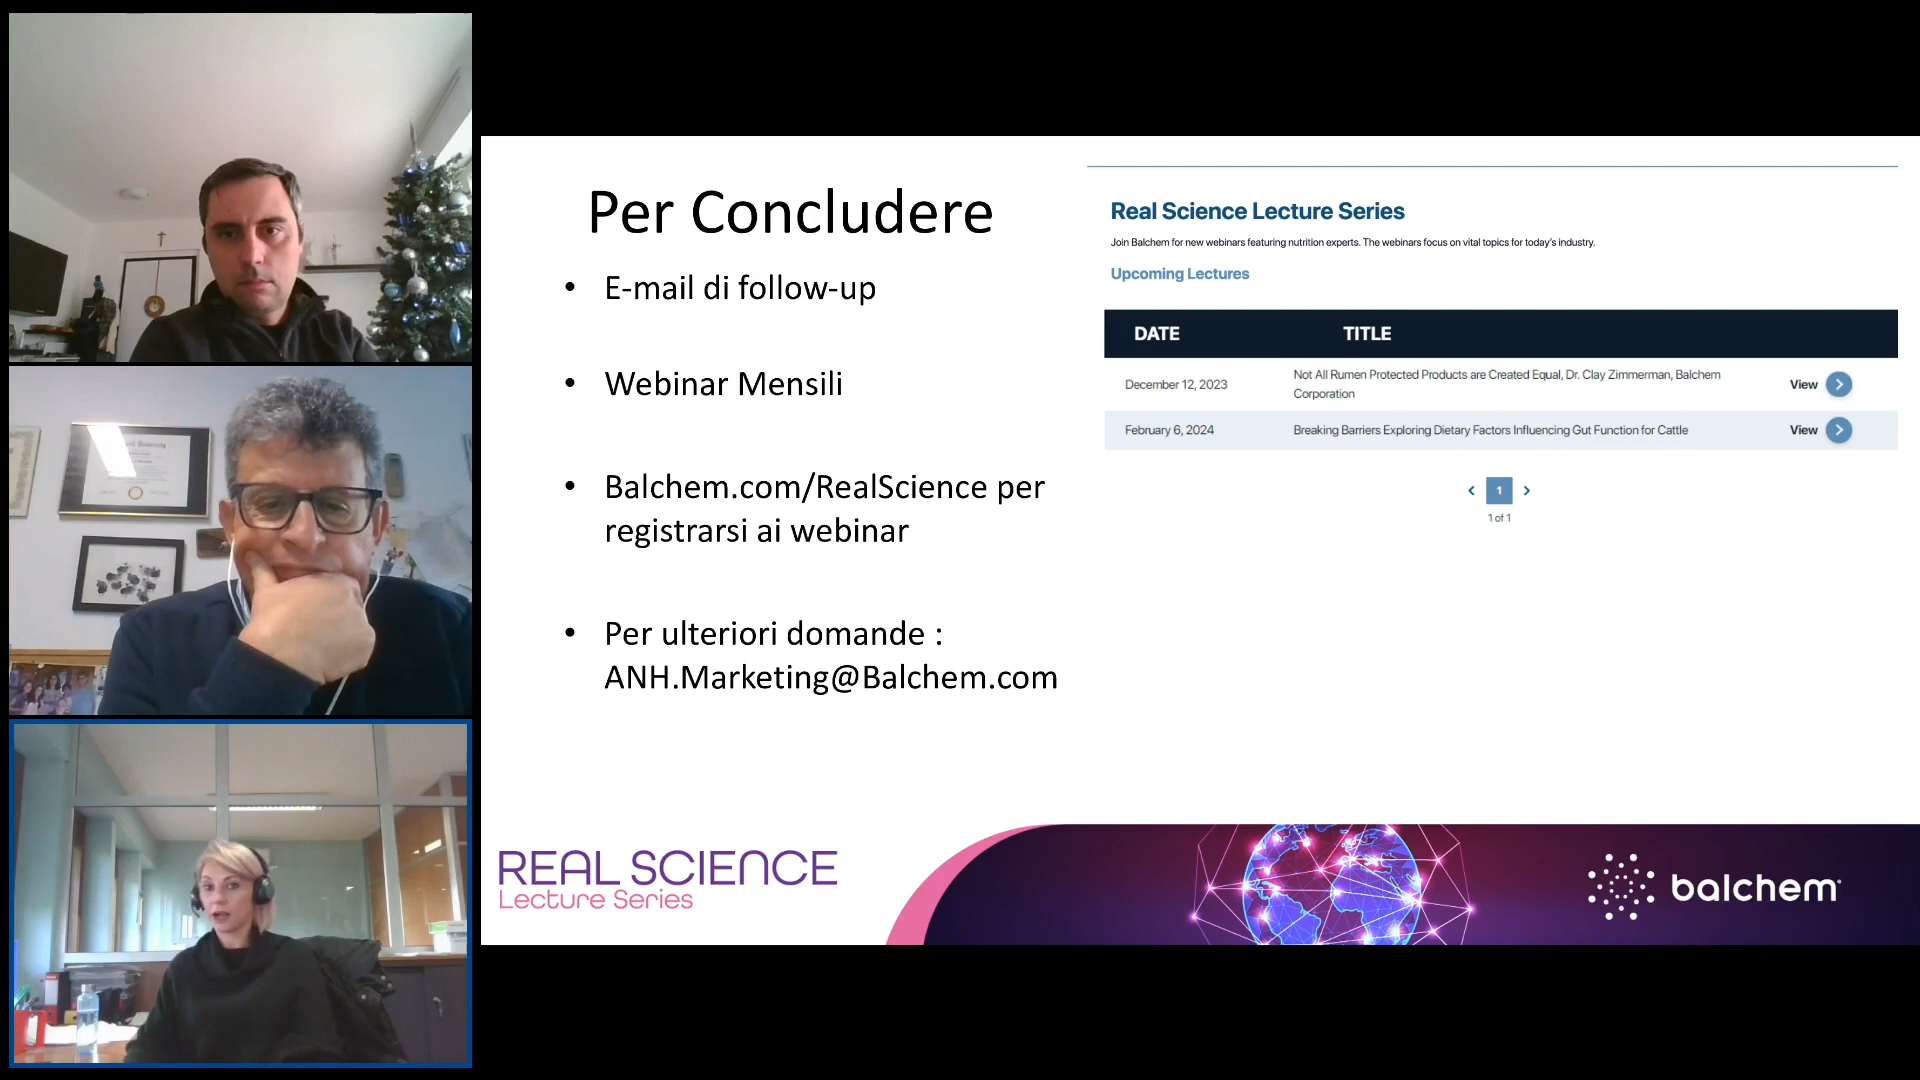 Per Concludere
• E-mail di follow-up
• Webinar Mensili
• Balchem.com/RealScience per
registrarsi ai webinar
• Per ulteriori domande :
ANH.Marketing@Balchem.com
Real Science Lecture Series
Join Balchem for new webinars featuring nutrition experts. The webinars focus on vital topics for today's industry.
Upcoming Lectures
DATE TITLE
December 12, 2023 Not All Rumen Protected Products are Created Equal, Dr. Clay Zimmerman, Balchem
Corporation View
February 6, 2024 Breaking Barriers Exploring Dietary Factors Influencing Gut Function for Cattle View
1
1 of 1
REAL SCIENCE
Lecture Series
balchem